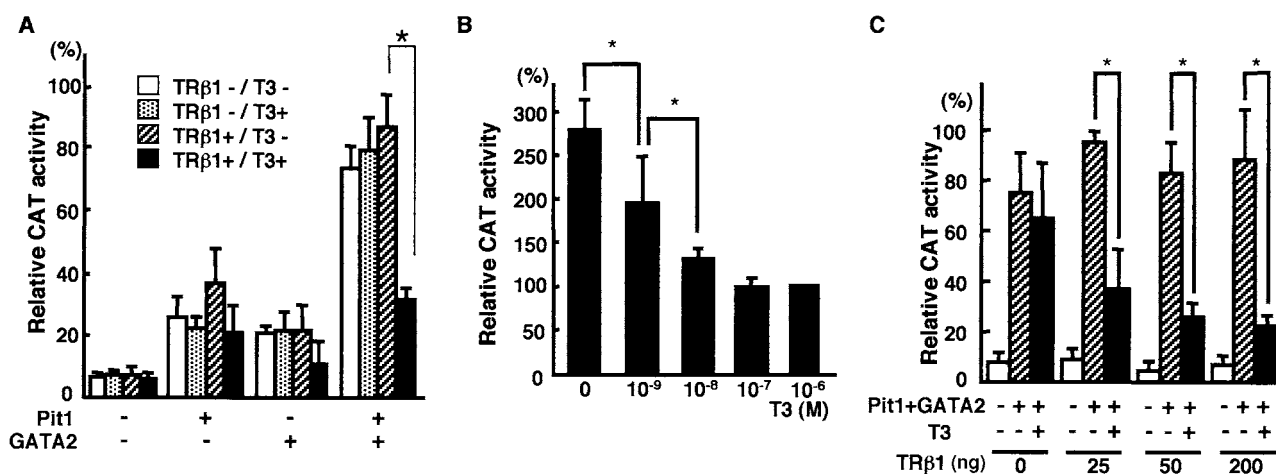 A
(%)
*
100
80
60
40
20
0
Relative CAT activity
TRβ1 - / T3 -
TRβ1 - / T3+
TRβ1+ / T3 -
TRβ1+ / T3+
Pit1 - + - +
GATA2 - - + +
B
(%)
*
*
300
250
200
150
100
50
0
Relative CAT activity
0 10⁻⁹ 10⁻⁸ 10⁻⁷ 10⁻⁶
T3 (M)
C
(%)
* * *
100
80
60
40
20
0
Relative CAT activity
Pit1+GATA2 - + + - + + - + + - + +
T3 - - + - - + - - + - - +
TRβ1 (ng) 0 25 50 200